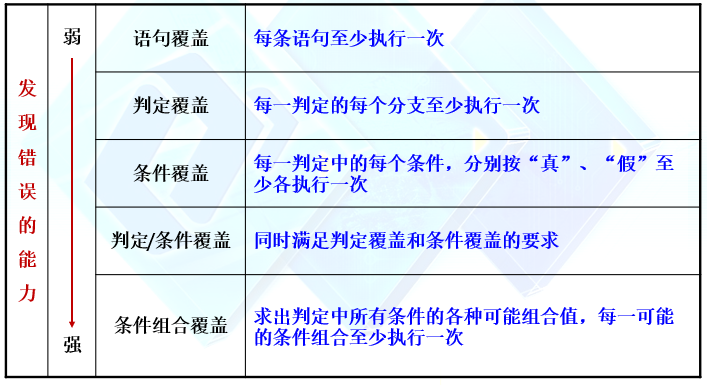 发现错误的能力
弱
强
语句覆盖
每条语句至少执行一次
判定覆盖
每一判定的每个分支至少执行一次
条件覆盖
每一判定中的每个条件，分别按“真”、“假”至
少各执行一次
判定/条件覆盖
同时满足判定覆盖和条件覆盖的要求
条件组合覆盖
求出判定中所有条件的各种可能组合值，每一可能
的条件组合至少执行一次